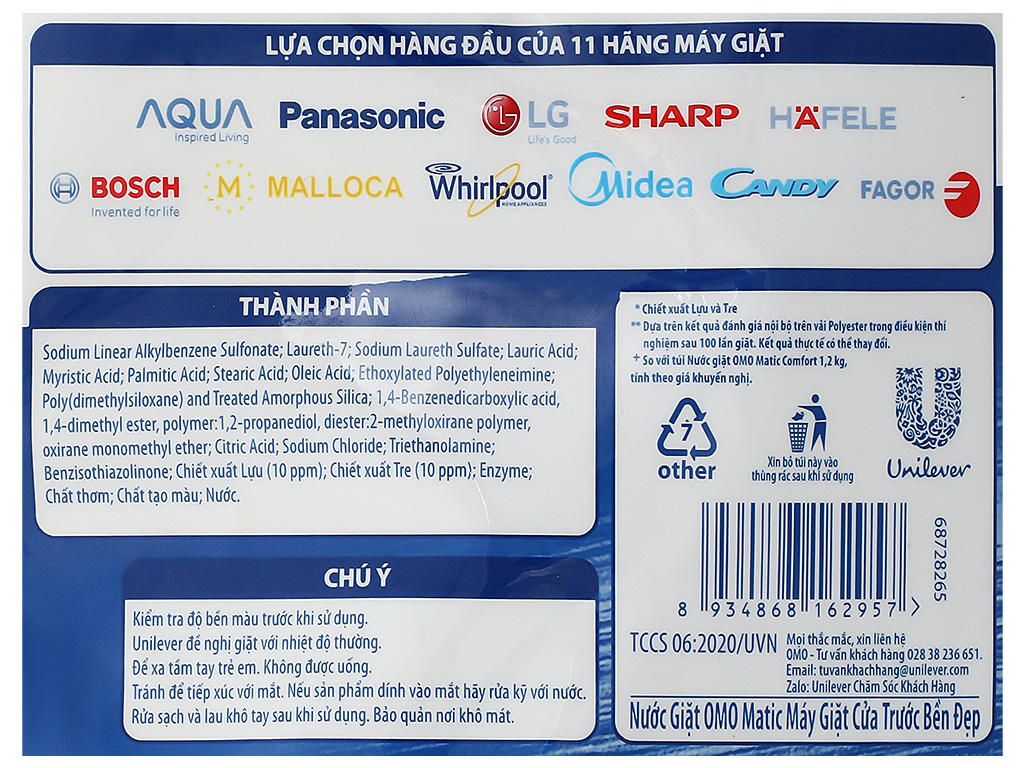 LỰA CHỌN HÀNG ĐẦU CỦA 11 HÃNG MÁY GIẶT
AQUA
Inspired Living
Panasonic
LG
Life's Good
SHARP
HÄFELE
BOSCH
Invented for life
M MALLOCA
Whirlpool
HOME APPLIANCES
Midea
CANDY
FAGOR
THÀNH PHẦN
Sodium Linear Alkylbenzene Sulfonate; Laureth-7; Sodium Laureth Sulfate; Lauric Acid;
Myristic Acid; Palmitic Acid; Stearic Acid; Oleic Acid; Ethoxylated Polyethyleneimine;
Poly(dimethylsiloxane) and Treated Amorphous Silica; 1,4-Benzenedicarboxylic acid,
1,4-dimethyl ester, polymer:1,2-propanediol, diester:2-methyloxirane polymer,
oxirane monomethyl ether; Citric Acid; Sodium Chloride; Triethanolamine;
Benzisothiazolinone; Chiết xuất Lựu (10 ppm); Chiết xuất Tre (10 ppm); Enzyme;
Chất thơm; Chất tạo màu; Nước.
CHÚ Ý
Kiểm tra độ bền màu trước khi sử dụng.
Unilever đề nghị giặt với nhiệt độ thường.
Để xa tầm tay trẻ em. Không được uống.
Tránh để tiếp xúc với mắt. Nếu sản phẩm dính vào mắt hãy rửa kỹ với nước.
Rửa sạch và lau khô tay sau khi sử dụng. Bảo quản nơi khô mát.
* Chiết xuất Lựu và Tre
** Dựa trên kết quả đánh giá nội bộ trên vải Polyester trong điều kiện thí
nghiệm sau 100 lần giặt. Kết quả thực tế có thể thay đổi.
+ So với túi Nước giặt OMO Matic Comfort 1,2 kg,
tính theo giá khuyến nghị.
7
other
Xin bỏ túi này vào
thùng rác sau khi sử dụng
Unilever
68728265
8 934868 162957 >
TCCS 06:2020/UVN
Mọi thắc mắc, xin liên hệ
OMO - Tư vấn khách hàng 028 38 236 651.
Email: tuvankhachhang@unilever.com
Zalo: Unilever Chăm Sóc Khách Hàng
Nước Giặt OMO Matic Máy Giặt Cửa Trước Bền Đẹp